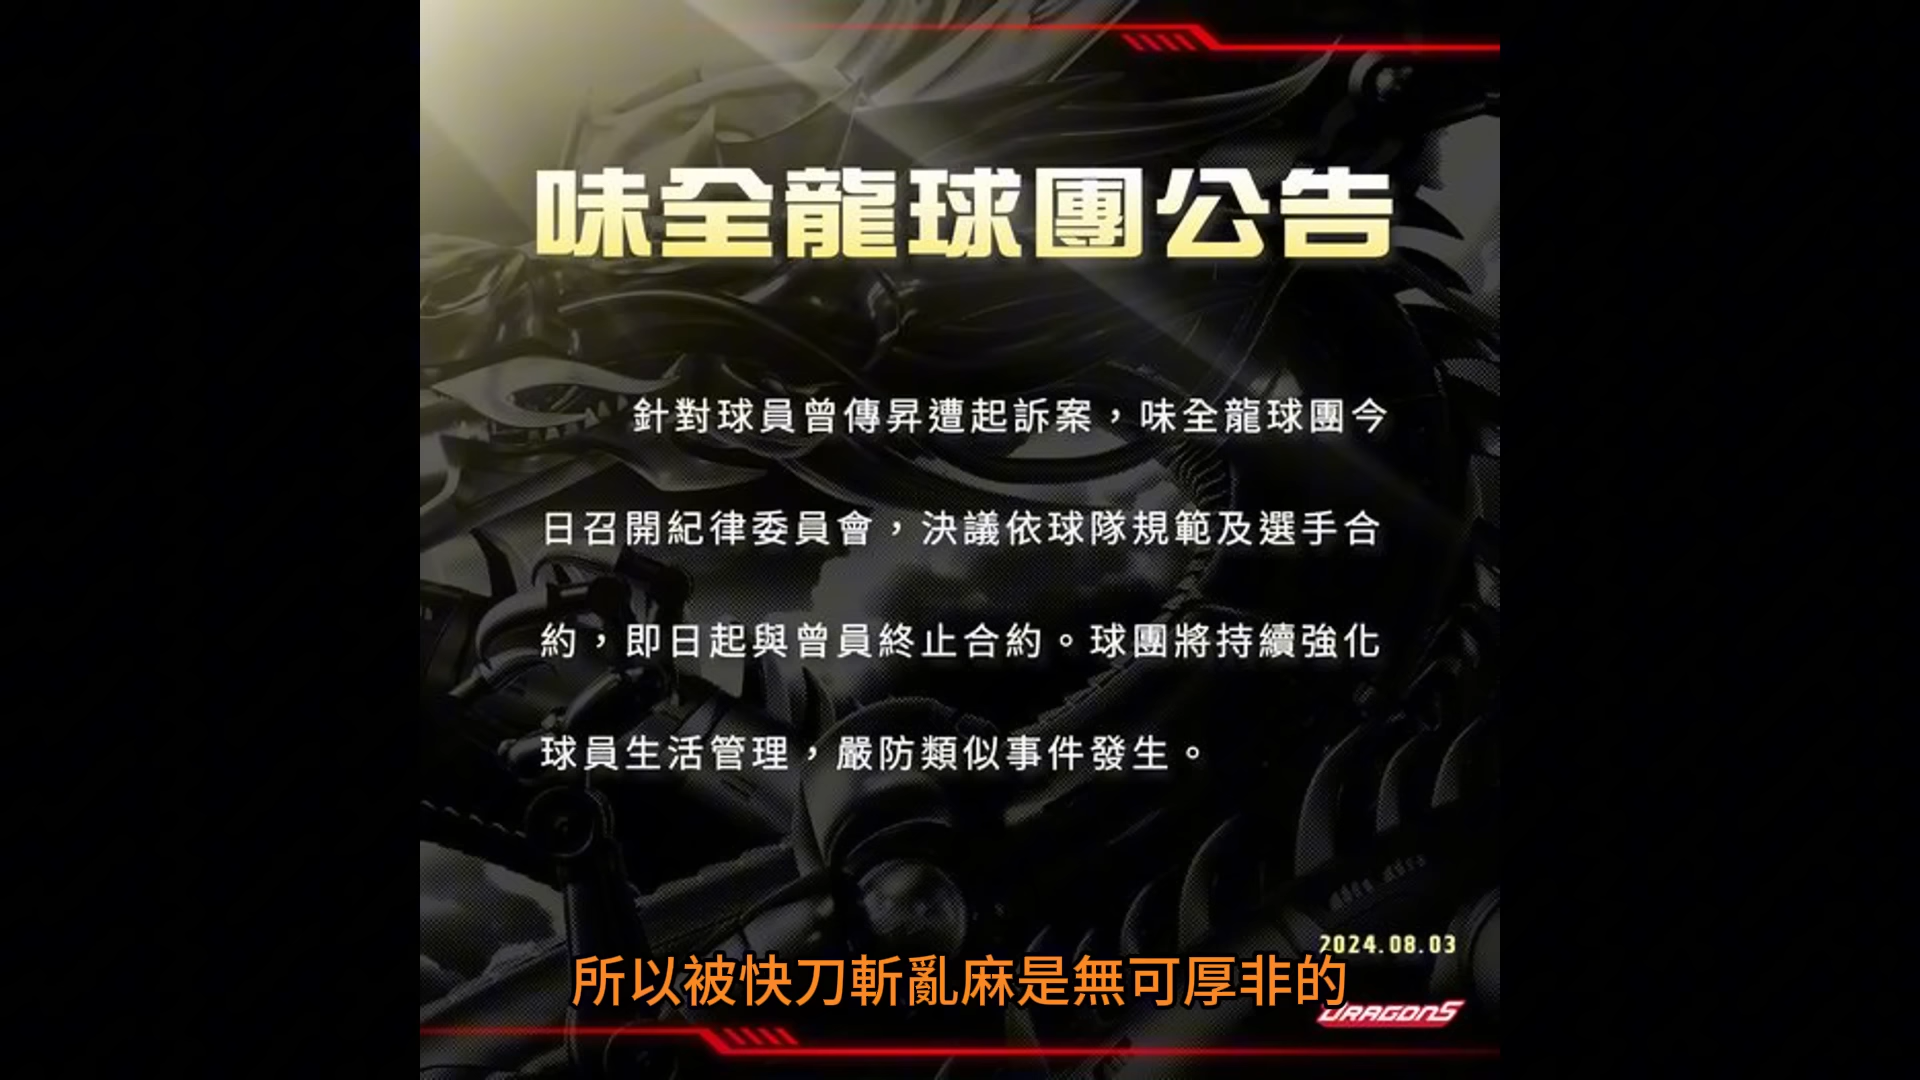 味全龍球團公告
針對球員曾傳昇遭起訴案，味全龍球團今
日召開紀律委員會，決議依球隊規範及選手合
約，即日起與曾員終止合約。球團將持續強化
球員生活管理，嚴防類似事件發生。
2024.08.03
所以被快刀斬亂麻是無可厚非的
DRAGONS